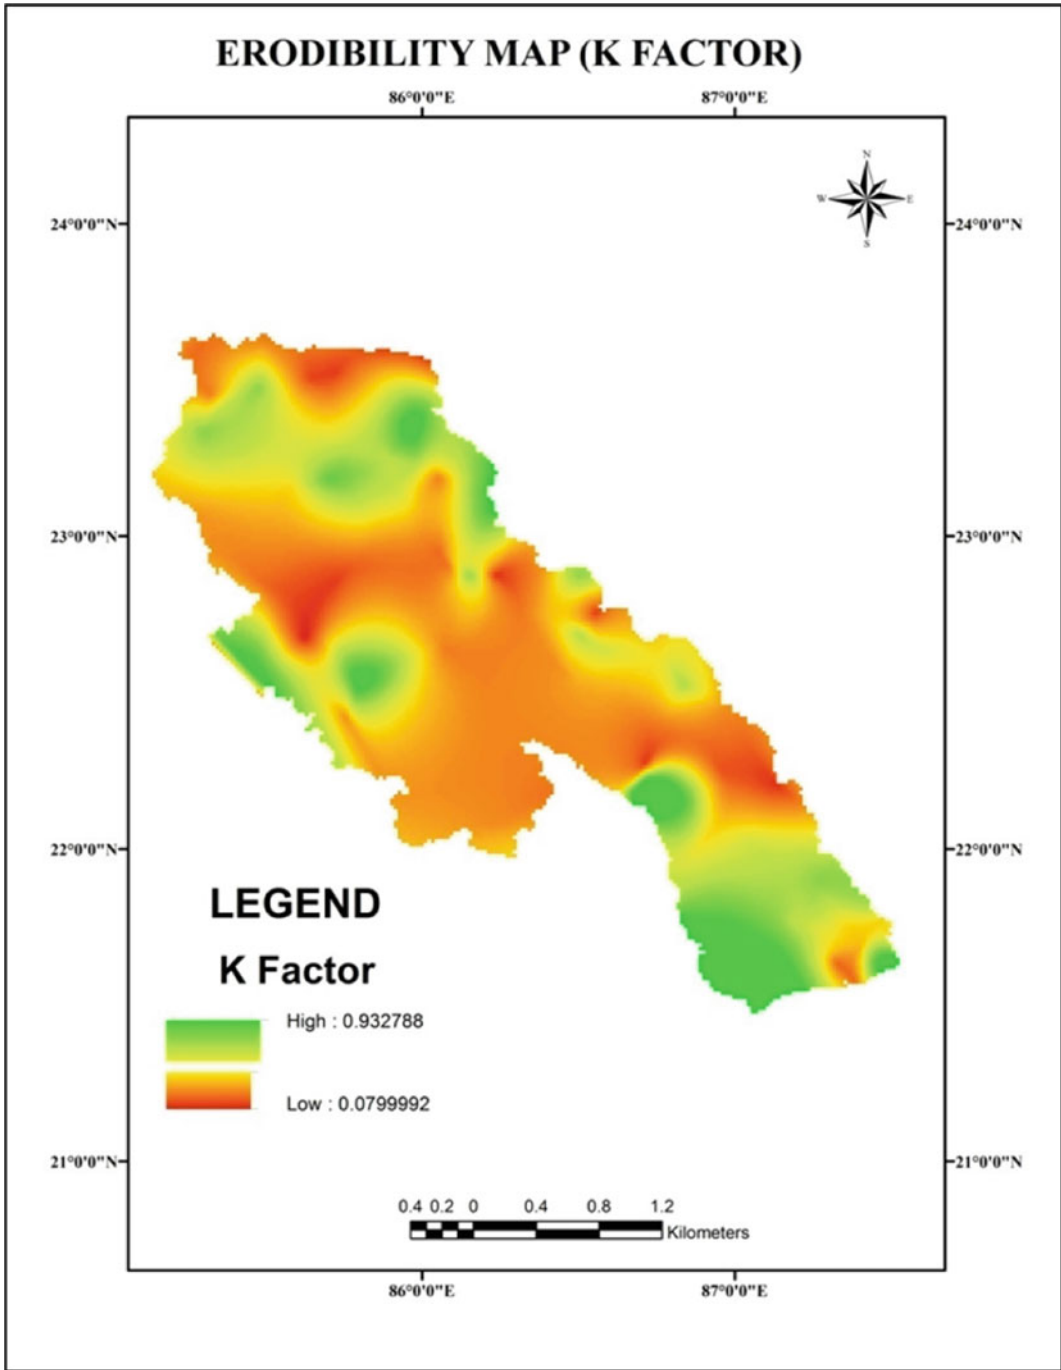 ERODIBILITY MAP (K FACTOR)
86°0'0"E 87°0'0"E
N
W E
S
24°0'0"N 24°0'0"N
23°0'0"N 23°0'0"N
22°0'0"N 22°0'0"N
LEGEND
K Factor
High : 0.932788
Low : 0.0799992
21°0'0"N 21°0'0"N
0.4 0.2 0 0.4 0.8 1.2
Kilometers
86°0'0"E 87°0'0"E